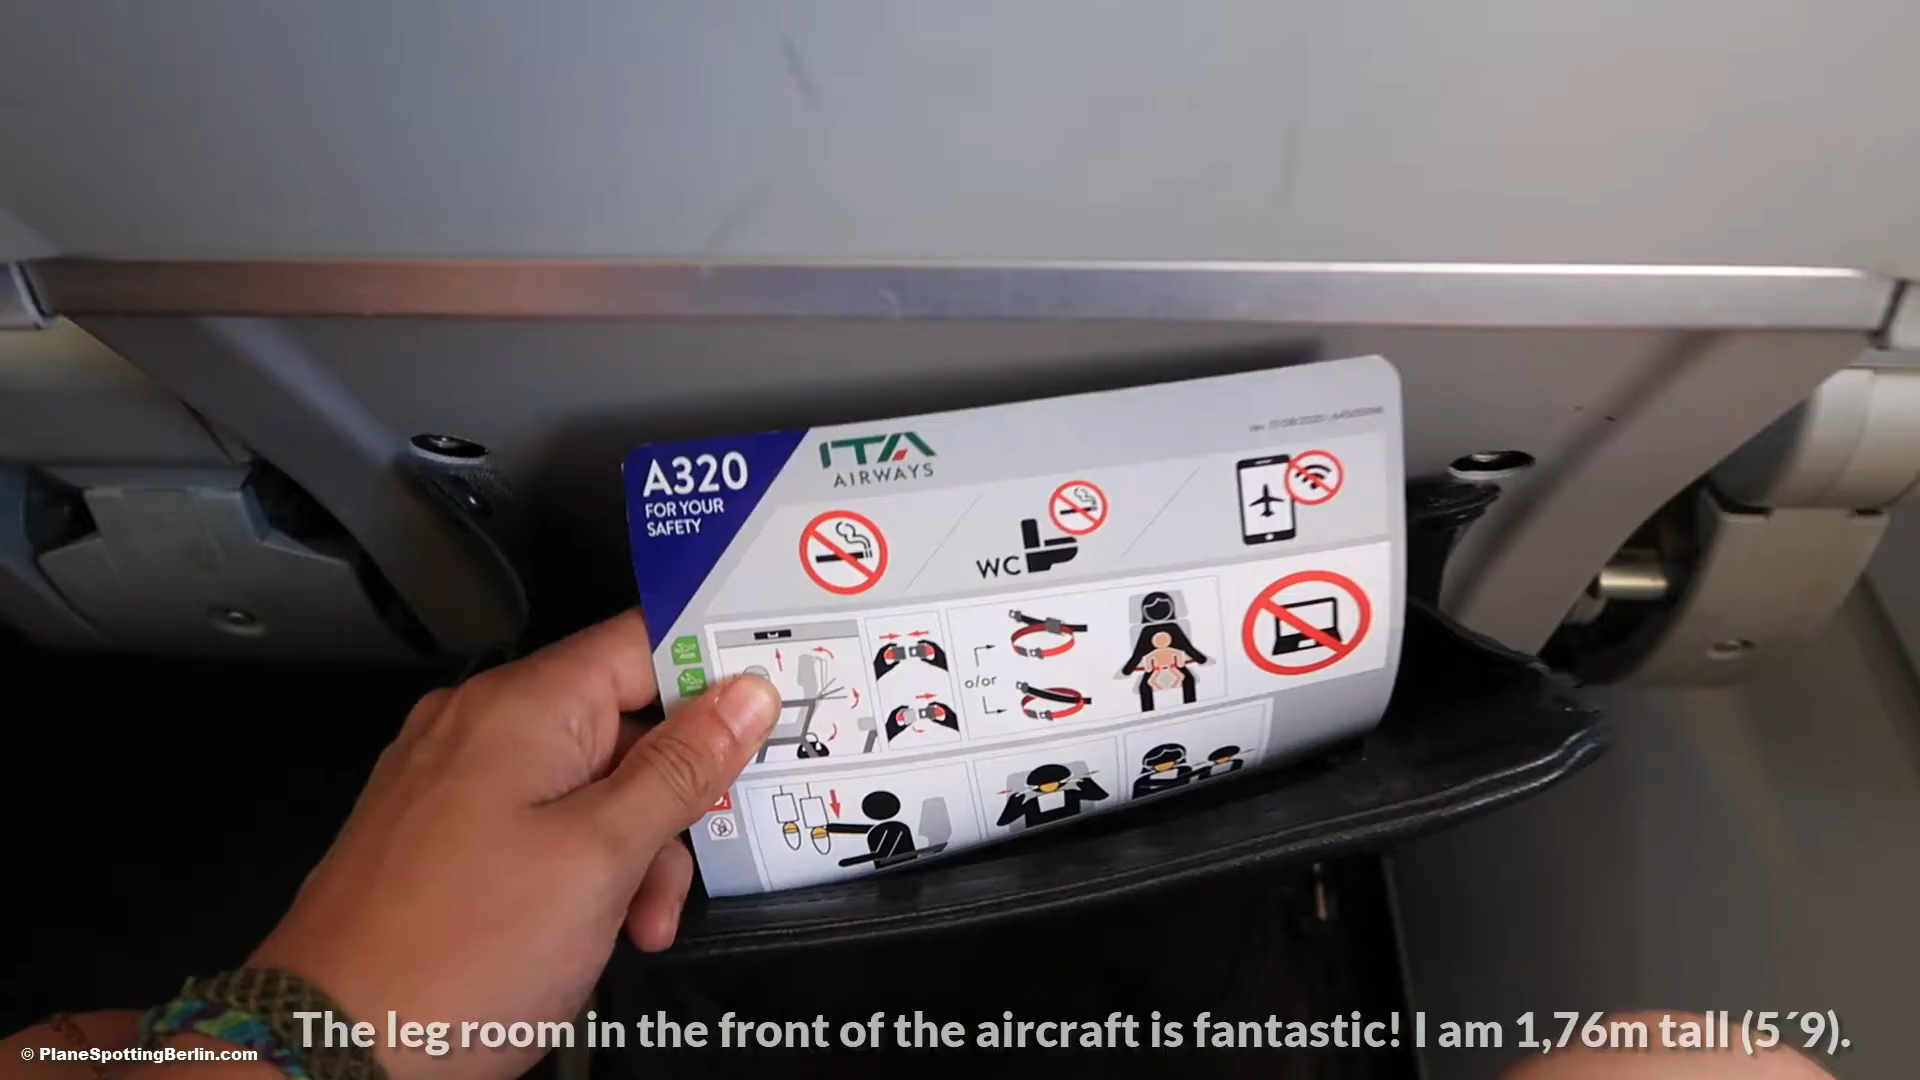 A320
FOR YOUR
SAFETY
ITA
AIRWAYS
WC
o/or
The leg room in the front of the aircraft is fantastic! I am 1,76m tall (5´9).
© PlaneSpottingBerlin.com